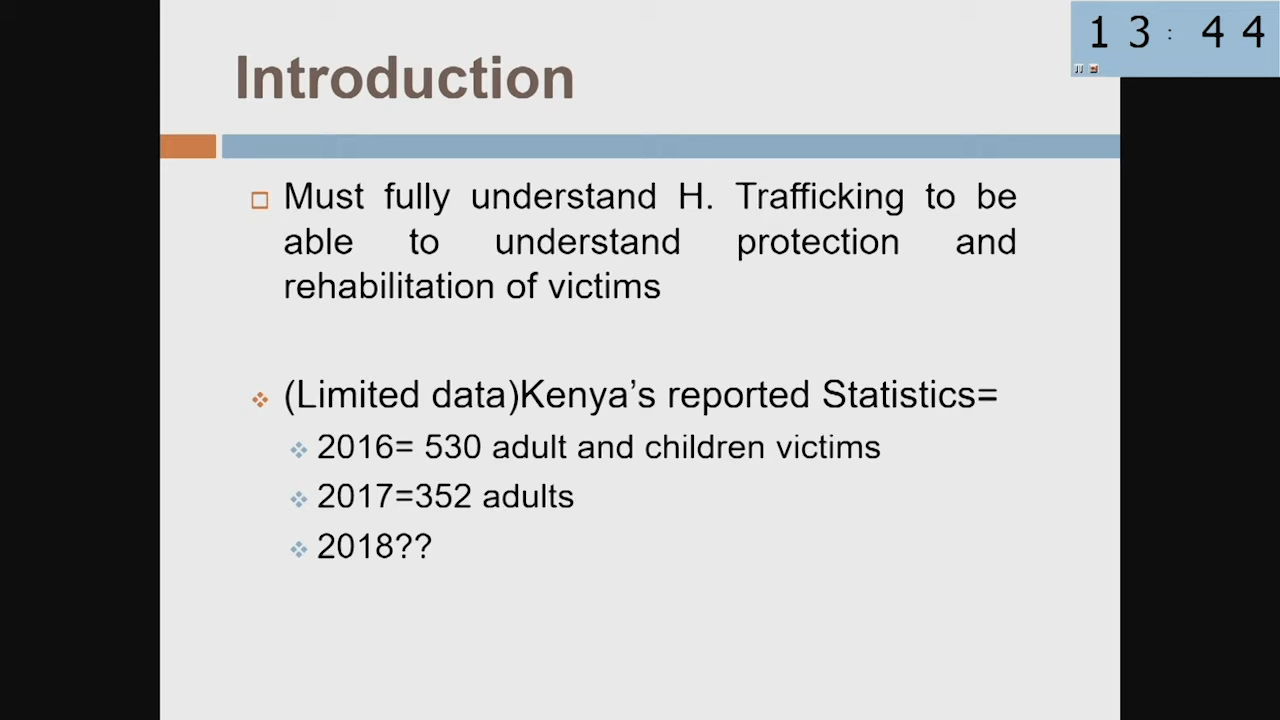 13:44
Introduction
Must fully understand H. Trafficking to be
able to understand protection and
rehabilitation of victims
(Limited data)Kenya’s reported Statistics=
2016= 530 adult and children victims
2017=352 adults
2018??